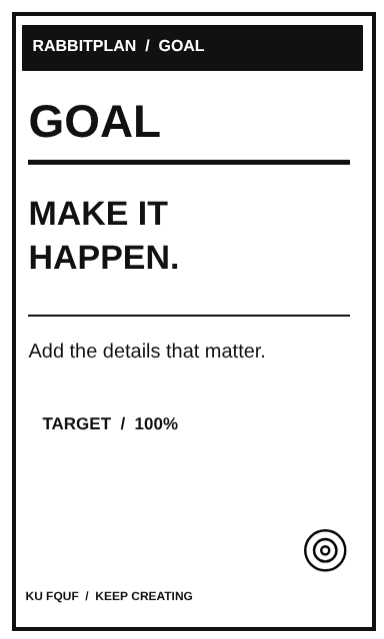 RABBITPLAN / GOAL
GOAL
MAKE IT
HAPPEN.
Add the details that matter.
TARGET / 100%
KU FQUF / KEEP CREATING